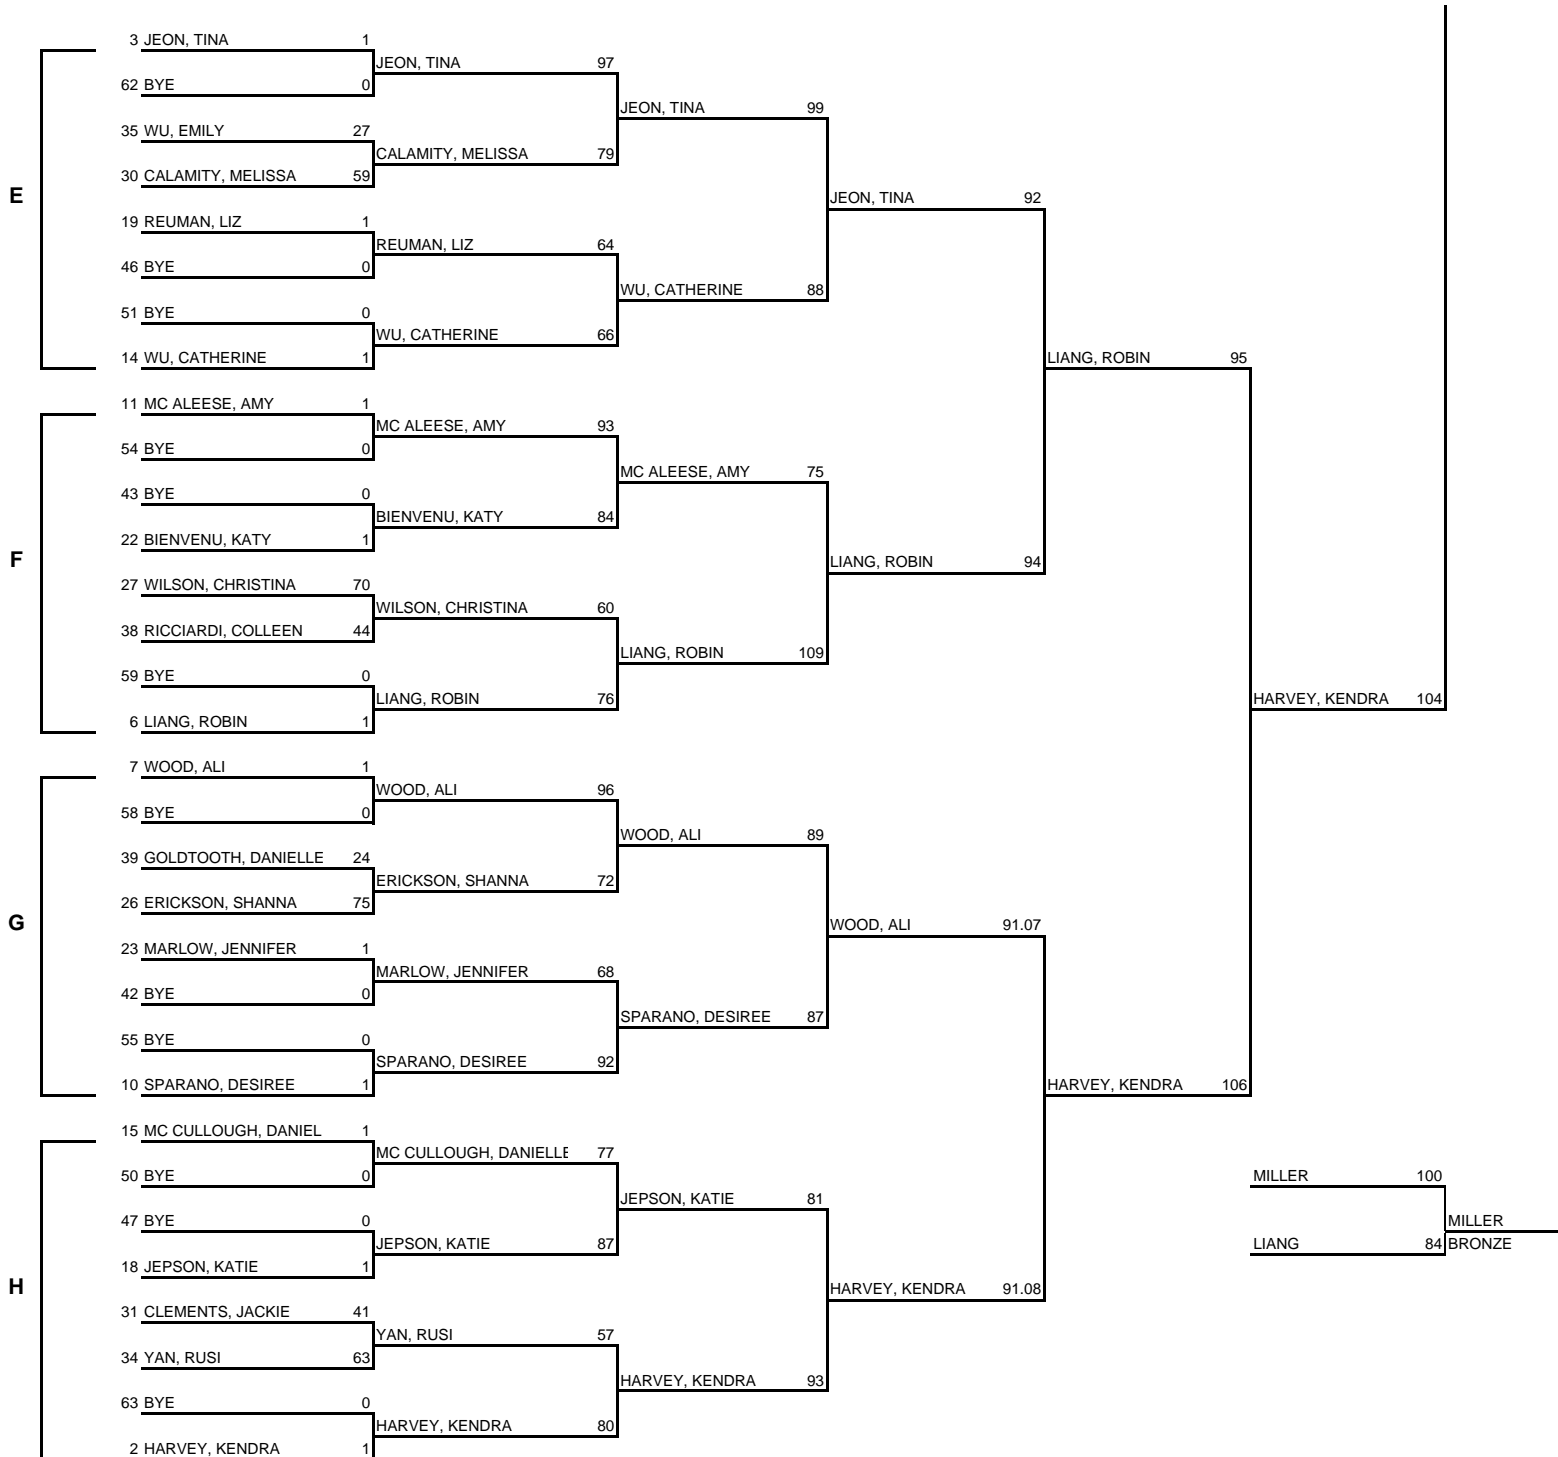 3 JEON, TINA 1
JEON, TINA 97
62 BYE 0
JEON, TINA 99
35 WU, EMILY 27
CALAMITY, MELISSA 79
30 CALAMITY, MELISSA 59
E
JEON, TINA 92
19 REUMAN, LIZ 1
REUMAN, LIZ 64
46 BYE 0
WU, CATHERINE 88
51 BYE 0
WU, CATHERINE 66
14 WU, CATHERINE 1
LIANG, ROBIN 95
11 MC ALEESE, AMY 1
MC ALEESE, AMY 93
54 BYE 0
MC ALEESE, AMY 75
43 BYE 0
BIENVENU, KATY 84
22 BIENVENU, KATY 1
F
LIANG, ROBIN 94
27 WILSON, CHRISTINA 70
WILSON, CHRISTINA 60
38 RICCIARDI, COLLEEN 44
LIANG, ROBIN 109
59 BYE 0
LIANG, ROBIN 76
6 LIANG, ROBIN 1
HARVEY, KENDRA 104
7 WOOD, ALI 1
WOOD, ALI 96
58 BYE 0
WOOD, ALI 89
39 GOLDTOOTH, DANIELLE 24
ERICKSON, SHANNA 72
26 ERICKSON, SHANNA 75
G
WOOD, ALI 91.07
23 MARLOW, JENNIFER 1
MARLOW, JENNIFER 68
42 BYE 0
SPARANO, DESIREE 87
55 BYE 0
SPARANO, DESIREE 92
10 SPARANO, DESIREE 1
HARVEY, KENDRA 106
15 MC CULLOUGH, DANIEL 1
MC CULLOUGH, DANIELLE 77
50 BYE 0
MILLER 100
JEPSON, KATIE 81
47 BYE 0
MILLER
JEPSON, KATIE 87
LIANG 84
BRONZE
18 JEPSON, KATIE 1
H
HARVEY, KENDRA 91.08
31 CLEMENTS, JACKIE 41
YAN, RUSI 57
34 YAN, RUSI 63
HARVEY, KENDRA 93
63 BYE 0
HARVEY, KENDRA 80
2 HARVEY, KENDRA 1